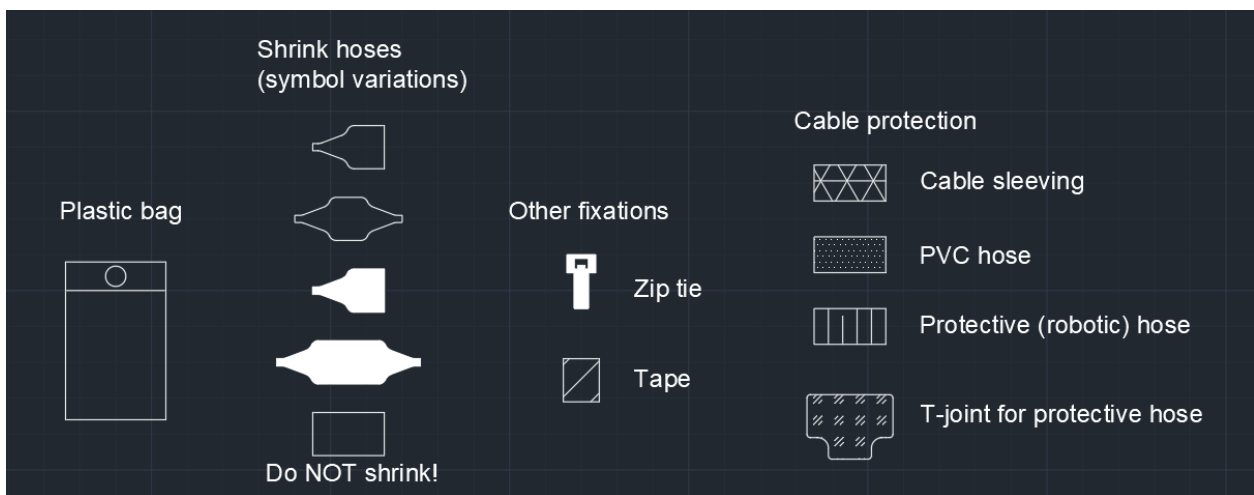 Shrink hoses
(symbol variations)
Do NOT shrink!
Plastic bag
Other fixations
Zip tie
Tape
Cable protection
Cable sleeving
PVC hose
Protective (robotic) hose
T-joint for protective hose